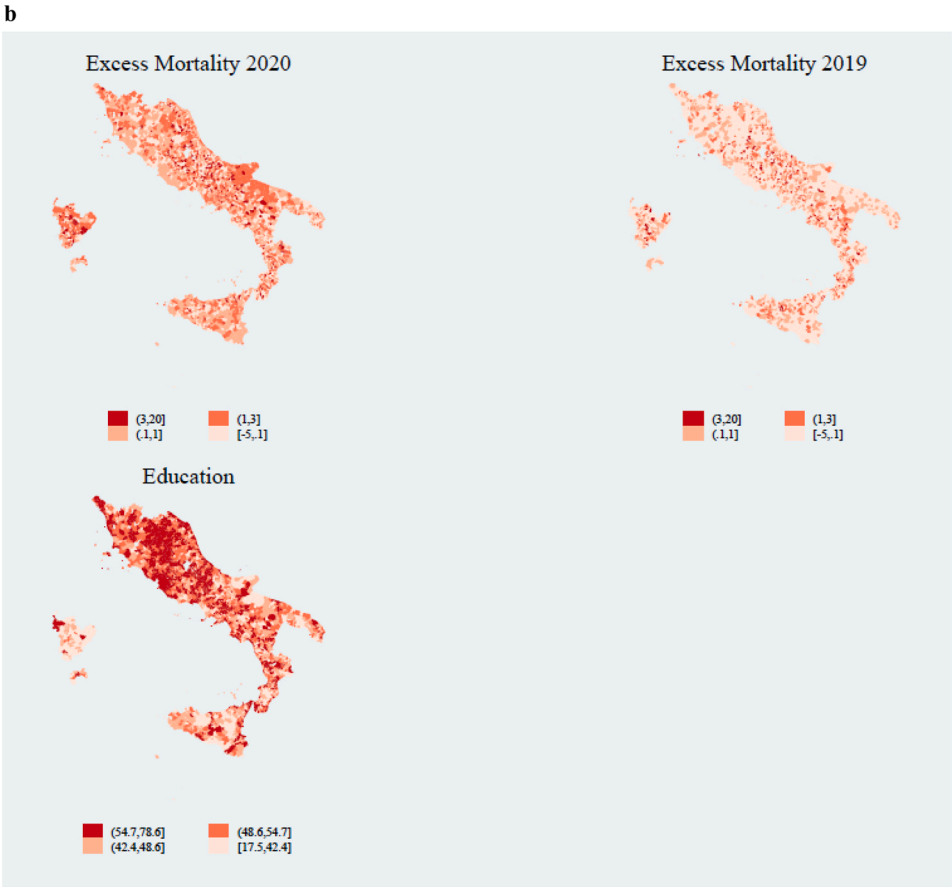 b
Excess Mortality 2020
Excess Mortality 2019
(3,20] (1,3]
(.1,1] [-5,.1]
(3,20] (1,3]
(.1,1] [-5,.1]
Education
(54.7,78.6] (48.6,54.7]
(42.4,48.6] [17.5,42.4]